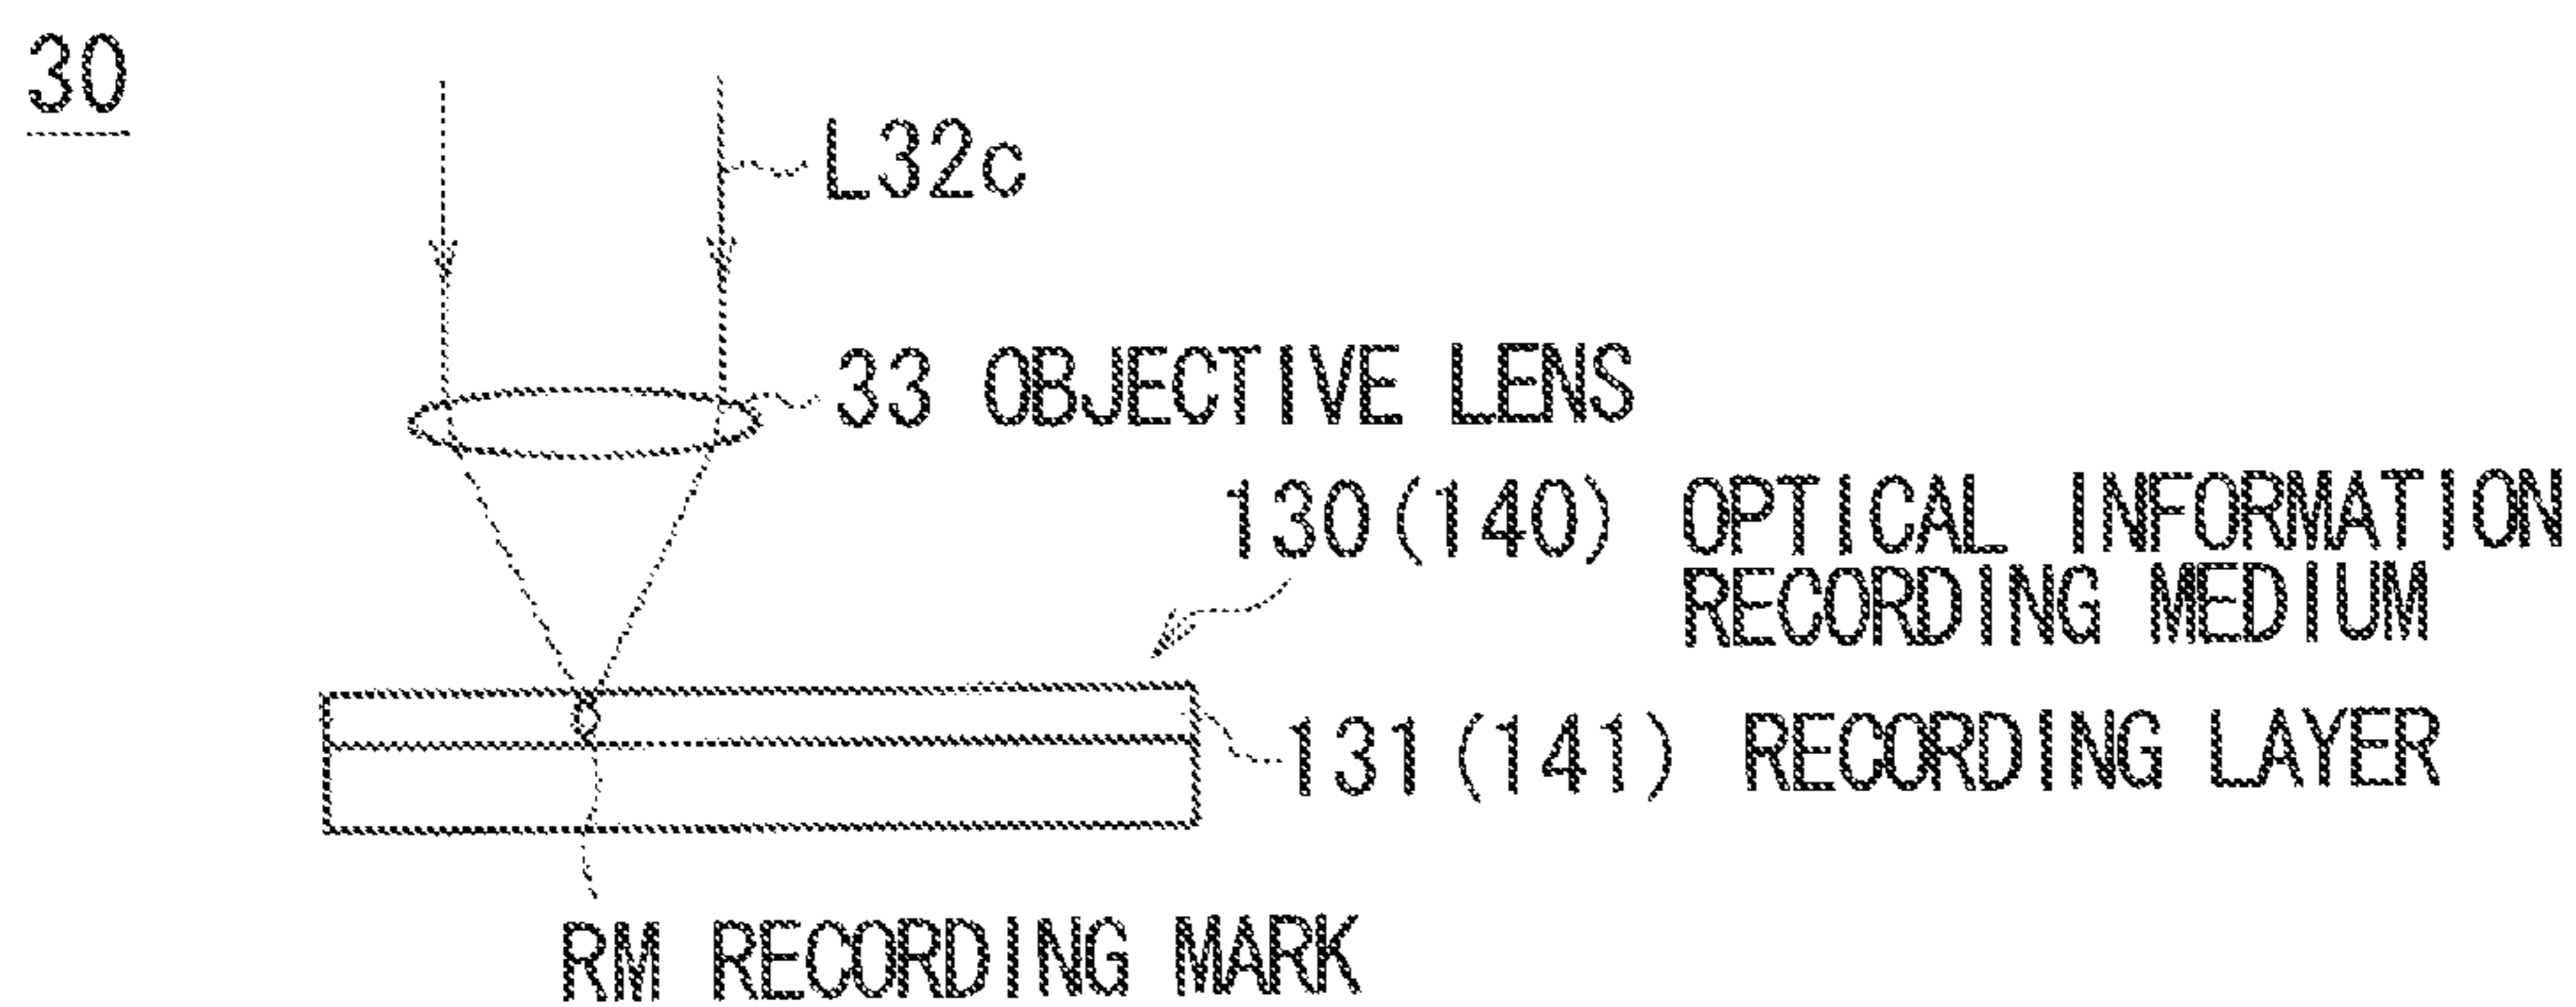 30
L32c
33 OBJECTIVE LENS
130(140) OPTICAL INFORMATION
RECORDING MEDIUM
131(141) RECORDING LAYER
RM RECORDING MARK